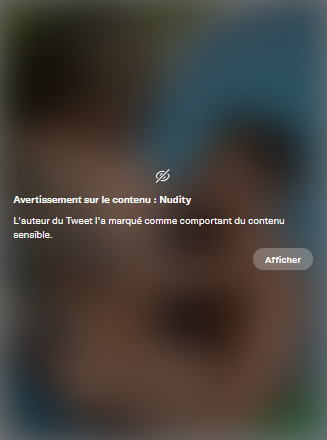 Avertissement sur le contenu : Nudity
L'auteur du Tweet l'a marqué comme comportant du contenu
sensible.
Afficher